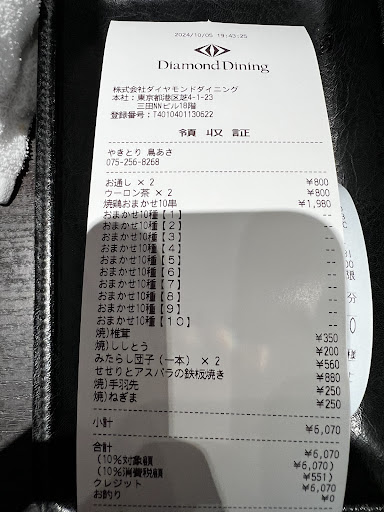 2024/10/05 19:43:25
Diamond Dining
株式会社ダイヤモンドダイニング
本社：東京都港区芝4-1-23
三田NNビル18階
登録番号：T4010401130622
領 収 証
やきとり 鳥あさ
075-256-8268
お通し × 2 ¥800
ウーロン茶 × 2 ¥800
焼鶏おまかせ10串 ¥1,980
おまかせ10種【１】 --
おまかせ10種【２】 --
おまかせ10種【３】 --
おまかせ10種【４】 --
おまかせ10種【５】 --
おまかせ10種【６】 --
おまかせ10種【７】 --
おまかせ10種【８】 --
おまかせ10種【９】 --
おまかせ10種【１０】 --
焼)椎茸 ¥350
焼)ししとう ¥200
みたらし団子（一本） × 2 ¥560
せせりとアスパラの鉄板焼き ¥880
焼)手羽先 ¥250
焼)ねぎま ¥250
小計 ¥6,070
合計 ¥6,070
(10%対象額 ¥6,070)
(10%消費税額 ¥551)
クレジット ¥6,070
お釣り ¥0